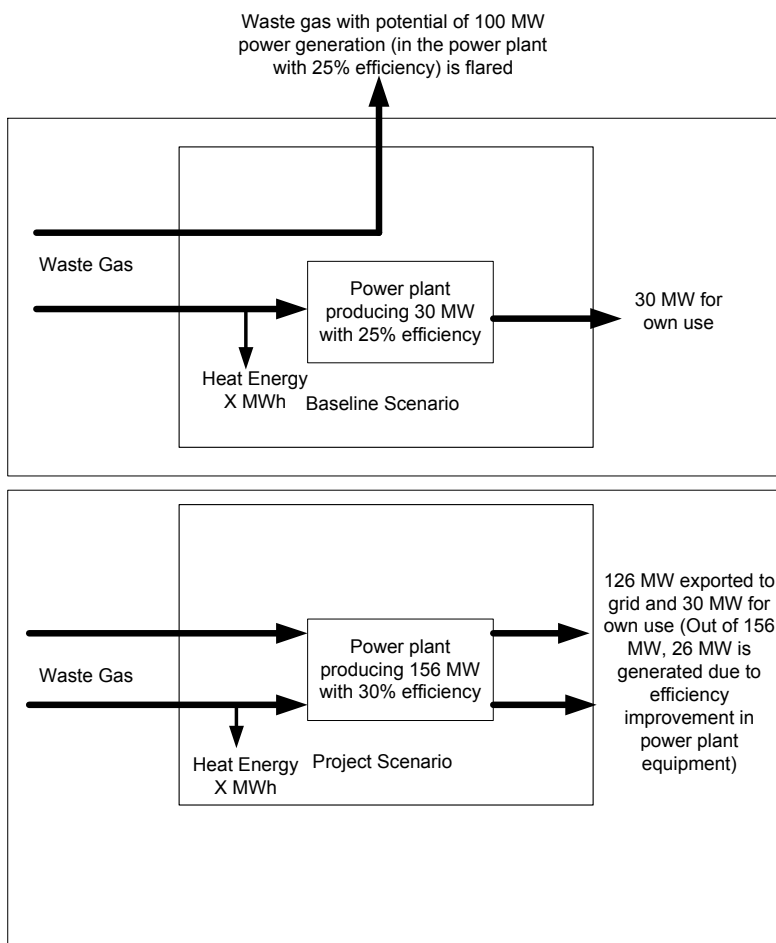 Waste gas with potential of 100 MW
power generation (in the power plant
with 25% efficiency) is flared
Waste Gas
Power plant
producing 30 MW
with 25% efficiency
30 MW for
own use
Heat Energy
X MWh
Baseline Scenario
126 MW exported to
grid and 30 MW for
own use (Out of 156
MW, 26 MW is
generated due to
efficiency
improvement in
power plant
equipment)
Power plant
producing 156 MW
with 30% efficiency
Waste Gas
Heat Energy
X MWh
Project Scenario